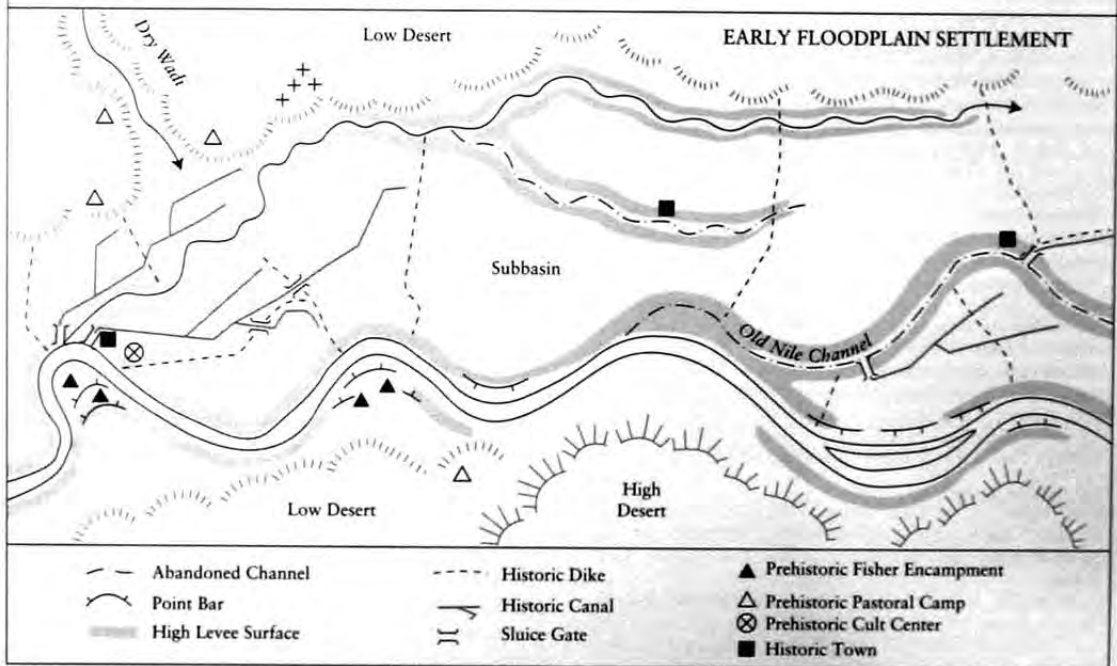 EARLY FLOODPLAIN SETTLEMENT
Low Desert
Dry Wadi
Subbasin
Old Nile Channel
Low Desert
High
Desert
Abandoned Channel
Point Bar
High Levee Surface
Historic Dike
Historic Canal
Sluice Gate
Prehistoric Fisher Encampment
Prehistoric Pastoral Camp
Prehistoric Cult Center
Historic Town